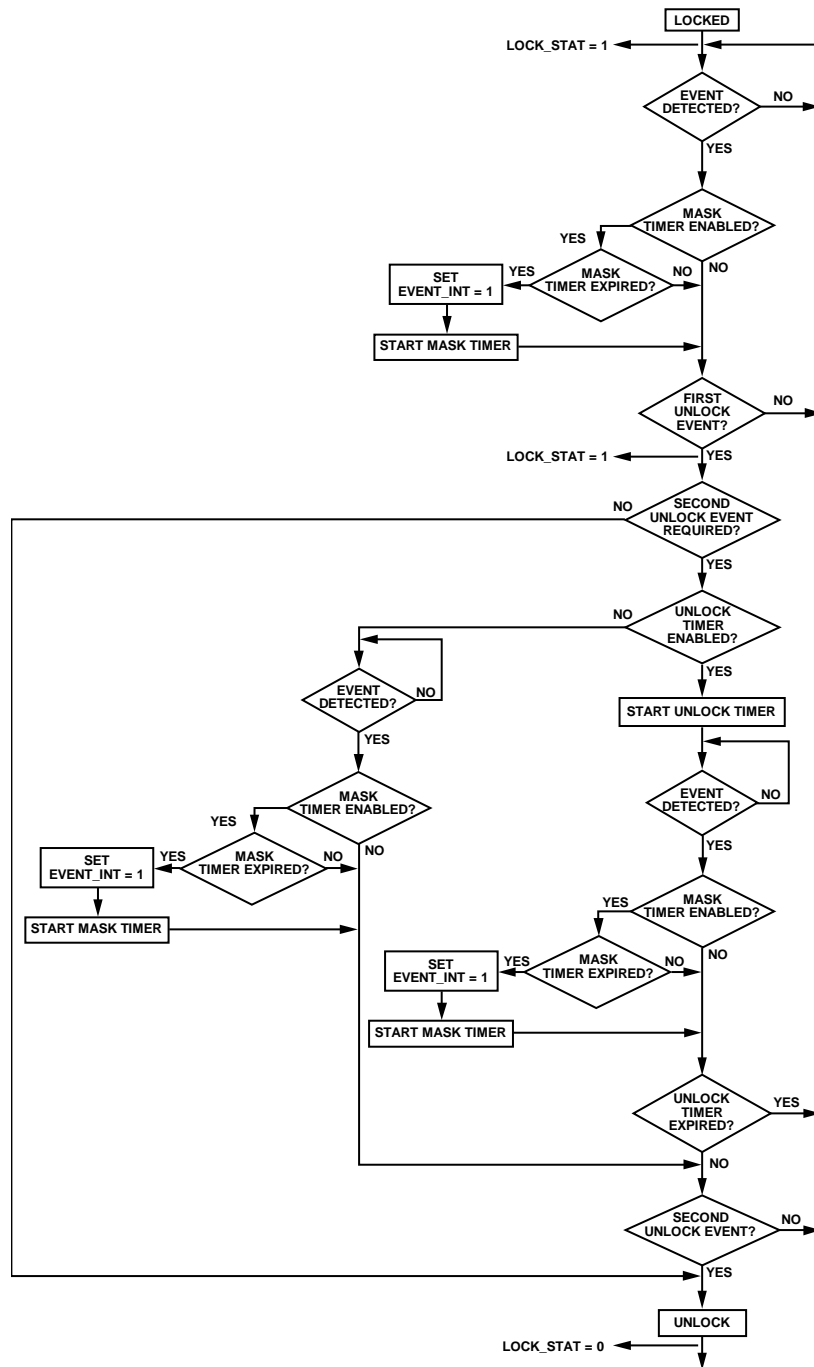 LOCKED
LOCK_STAT = 1
EVENT
DETECTED?
NO
YES
MASK
TIMER ENABLED?
YES
NO
SET
EVENT_INT = 1
YES
MASK
TIMER EXPIRED?
NO
START MASK TIMER
FIRST
UNLOCK
EVENT?
NO
YES
LOCK_STAT = 1
NO
SECOND
UNLOCK EVENT
REQUIRED?
YES
NO
UNLOCK
TIMER
ENABLED?
YES
EVENT
DETECTED?
NO
YES
START UNLOCK TIMER
EVENT
DETECTED?
NO
YES
MASK
TIMER ENABLED?
YES
NO
SET
EVENT_INT = 1
YES
MASK
TIMER EXPIRED?
NO
START MASK TIMER
MASK
TIMER ENABLED?
YES
NO
SET
EVENT_INT = 1
YES
MASK
TIMER EXPIRED?
NO
START MASK TIMER
UNLOCK
TIMER
EXPIRED?
YES
NO
SECOND
UNLOCK EVENT?
NO
YES
UNLOCK
LOCK_STAT = 0